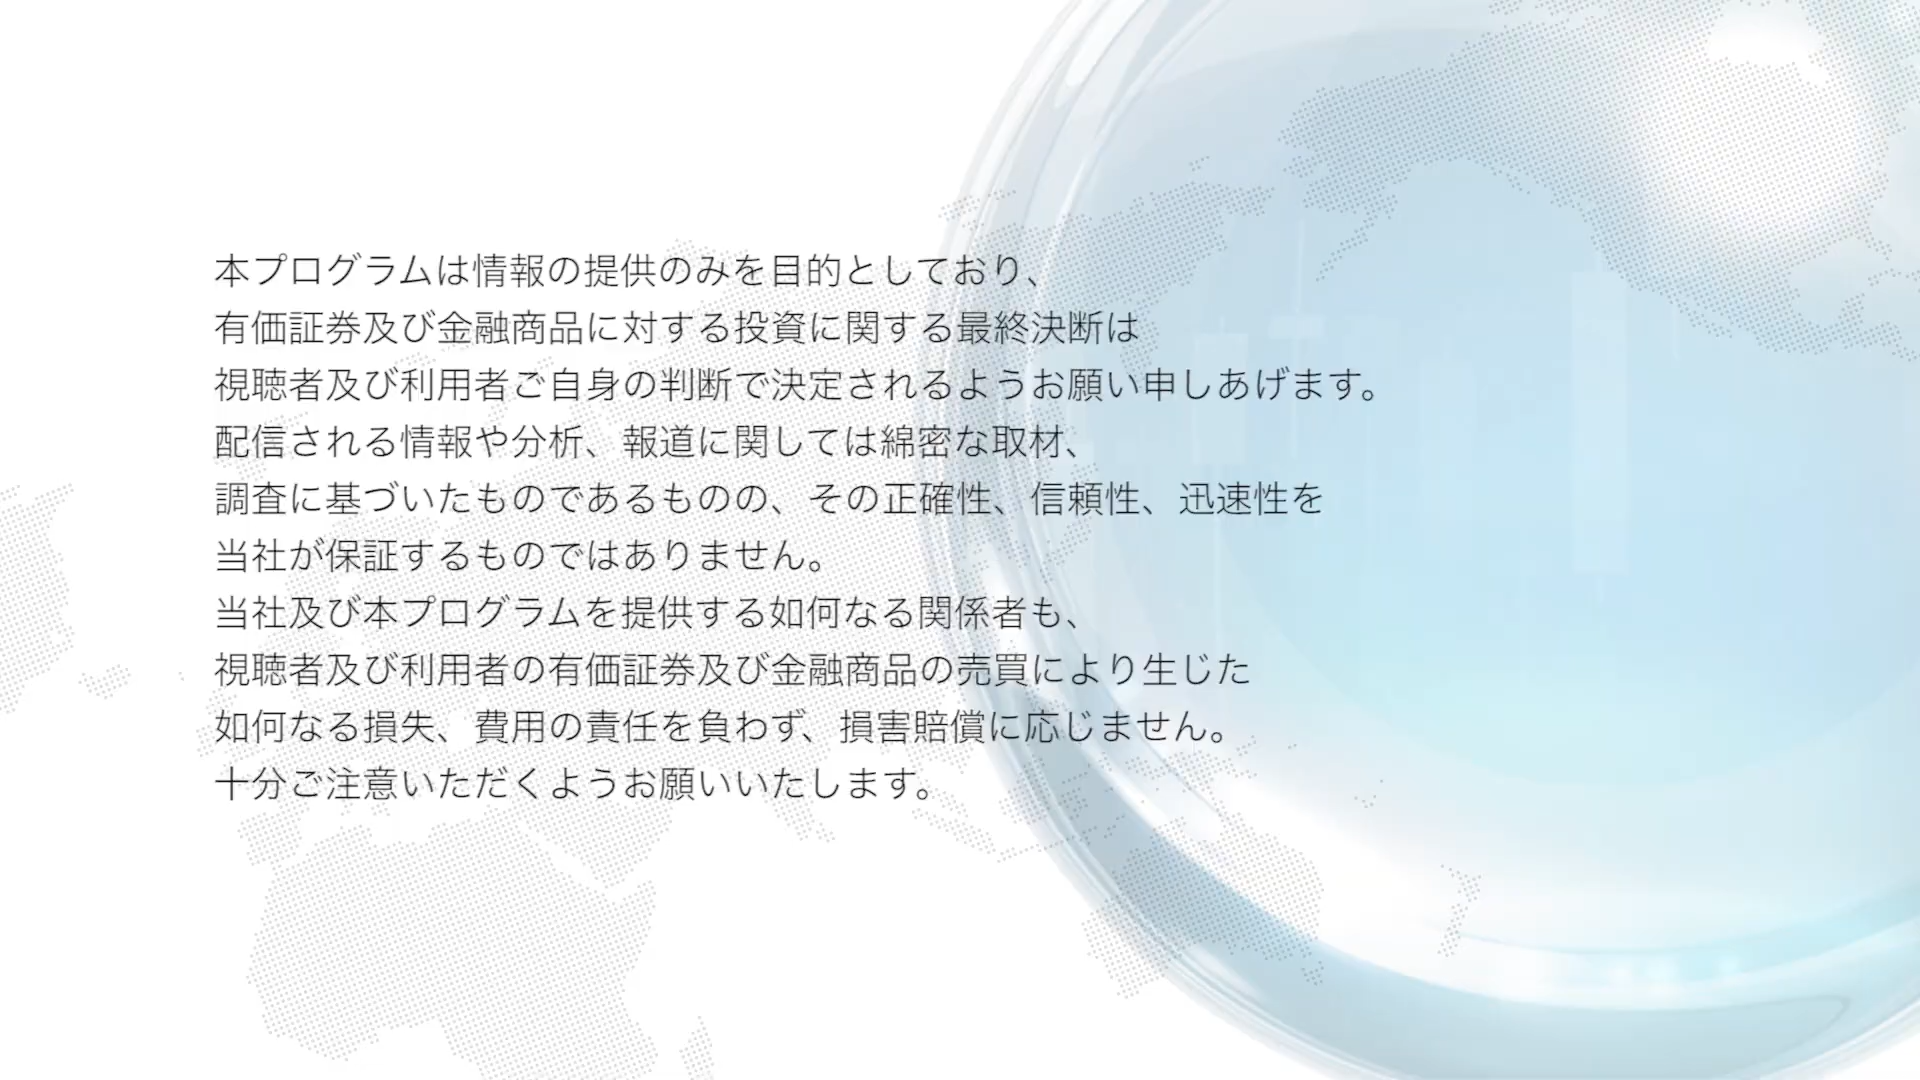 本プログラムは情報の提供のみを目的としており、
有価証券及び金融商品に対する投資に関する最終決断は
視聴者及び利用者ご自身の判断で決定されるようお願い申しあげます。
配信される情報や分析、報道に関しては綿密な取材、
調査に基づいたものであるものの、その正確性、信頼性、迅速性を
当社が保証するものではありません。
当社及び本プログラムを提供する如何なる関係者も、
視聴者及び利用者の有価証券及び金融商品の売買により生じた
如何なる損失、費用の責任を負わず、損害賠償に応じません。
十分ご注意いただくようお願いいたします。